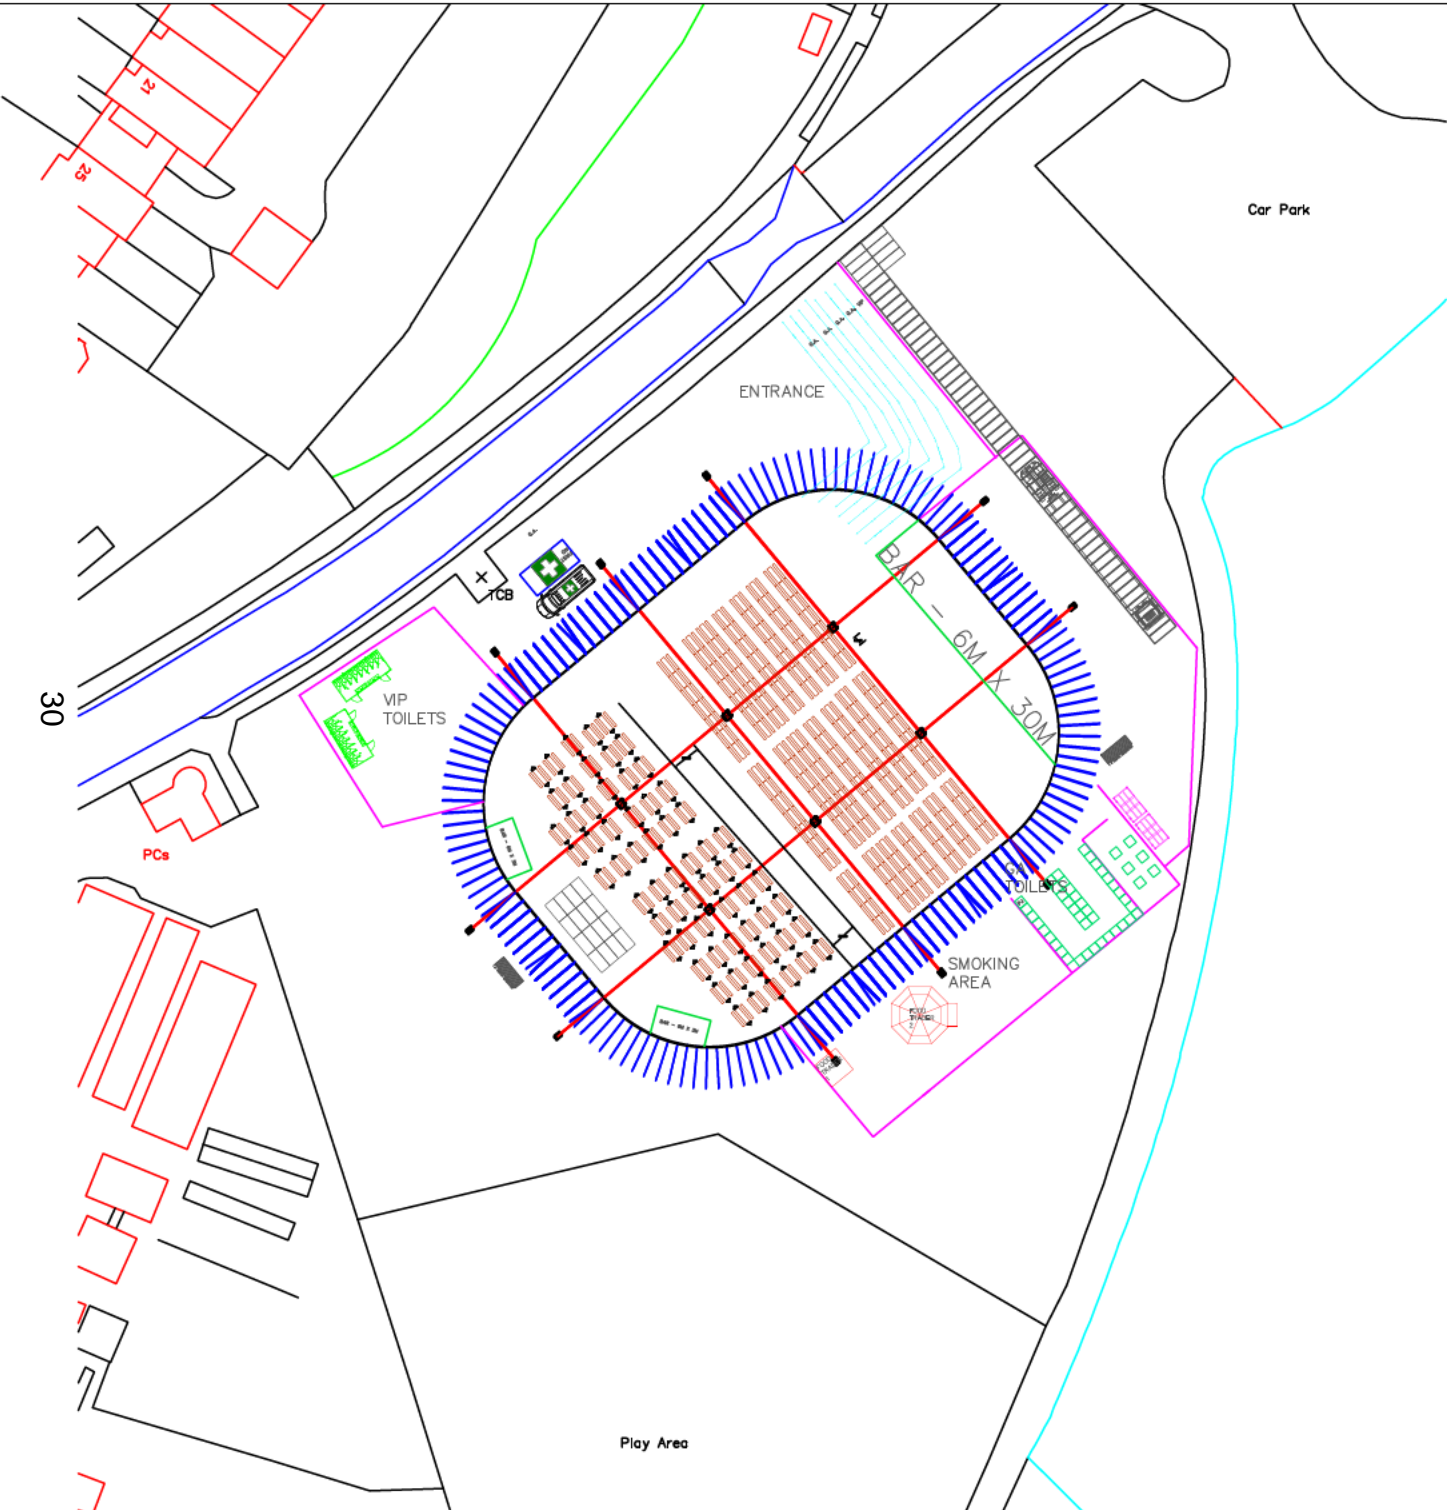 21
25
Car Park
ENTRANCE
TCB
BAR - 6M X 30M
VIP
TOILETS
30
PCs
GA
TOILETS
SMOKING
AREA
Play Area